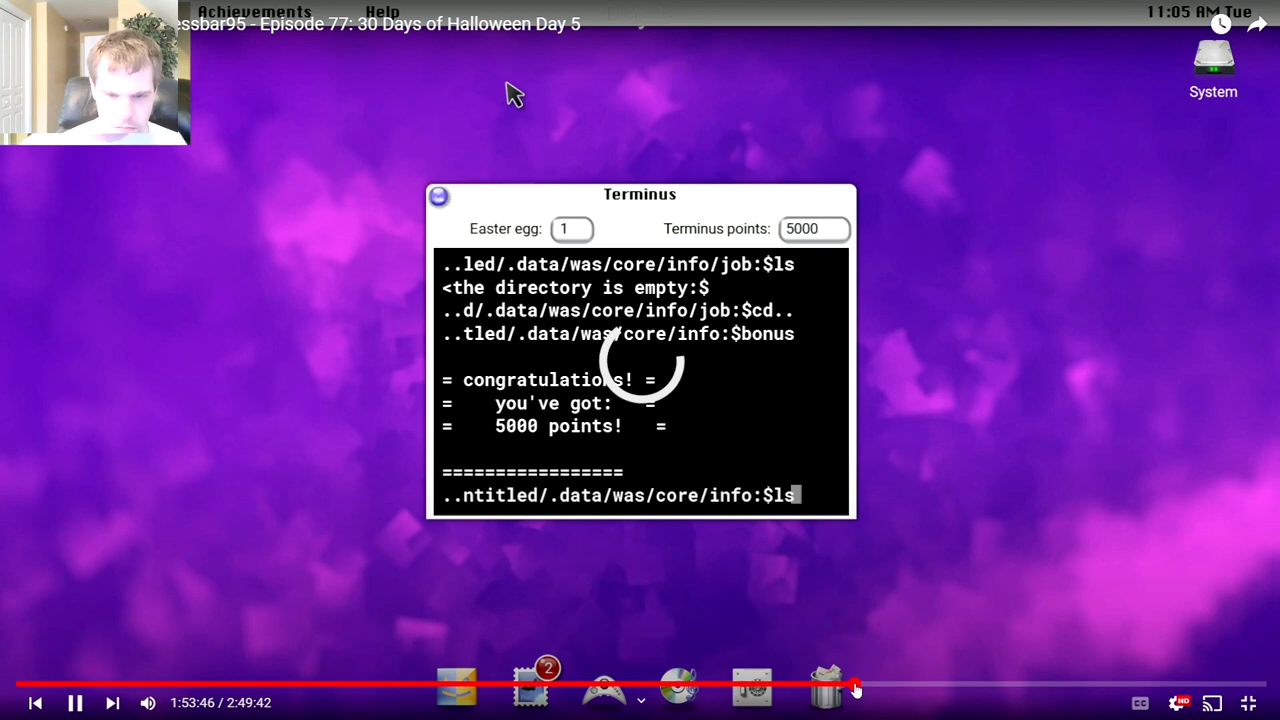 Achievements Help 11:05 AM Tue
essbar95 - Episode 77: 30 Days of Halloween Day 5
System
Terminus
Easter egg: 1 Terminus points: 5000
..led/.data/was/core/info/job:$ls
<the directory is empty:$
..d/.data/was/core/info/job:$cd..
..tled/.data/was/core/info:$bonus
= congratulations! =
= you've got: =
= 5000 points! =
=================
..ntitled/.data/was/core/info:$ls
2
1:53:46 / 2:49:42
CC HD